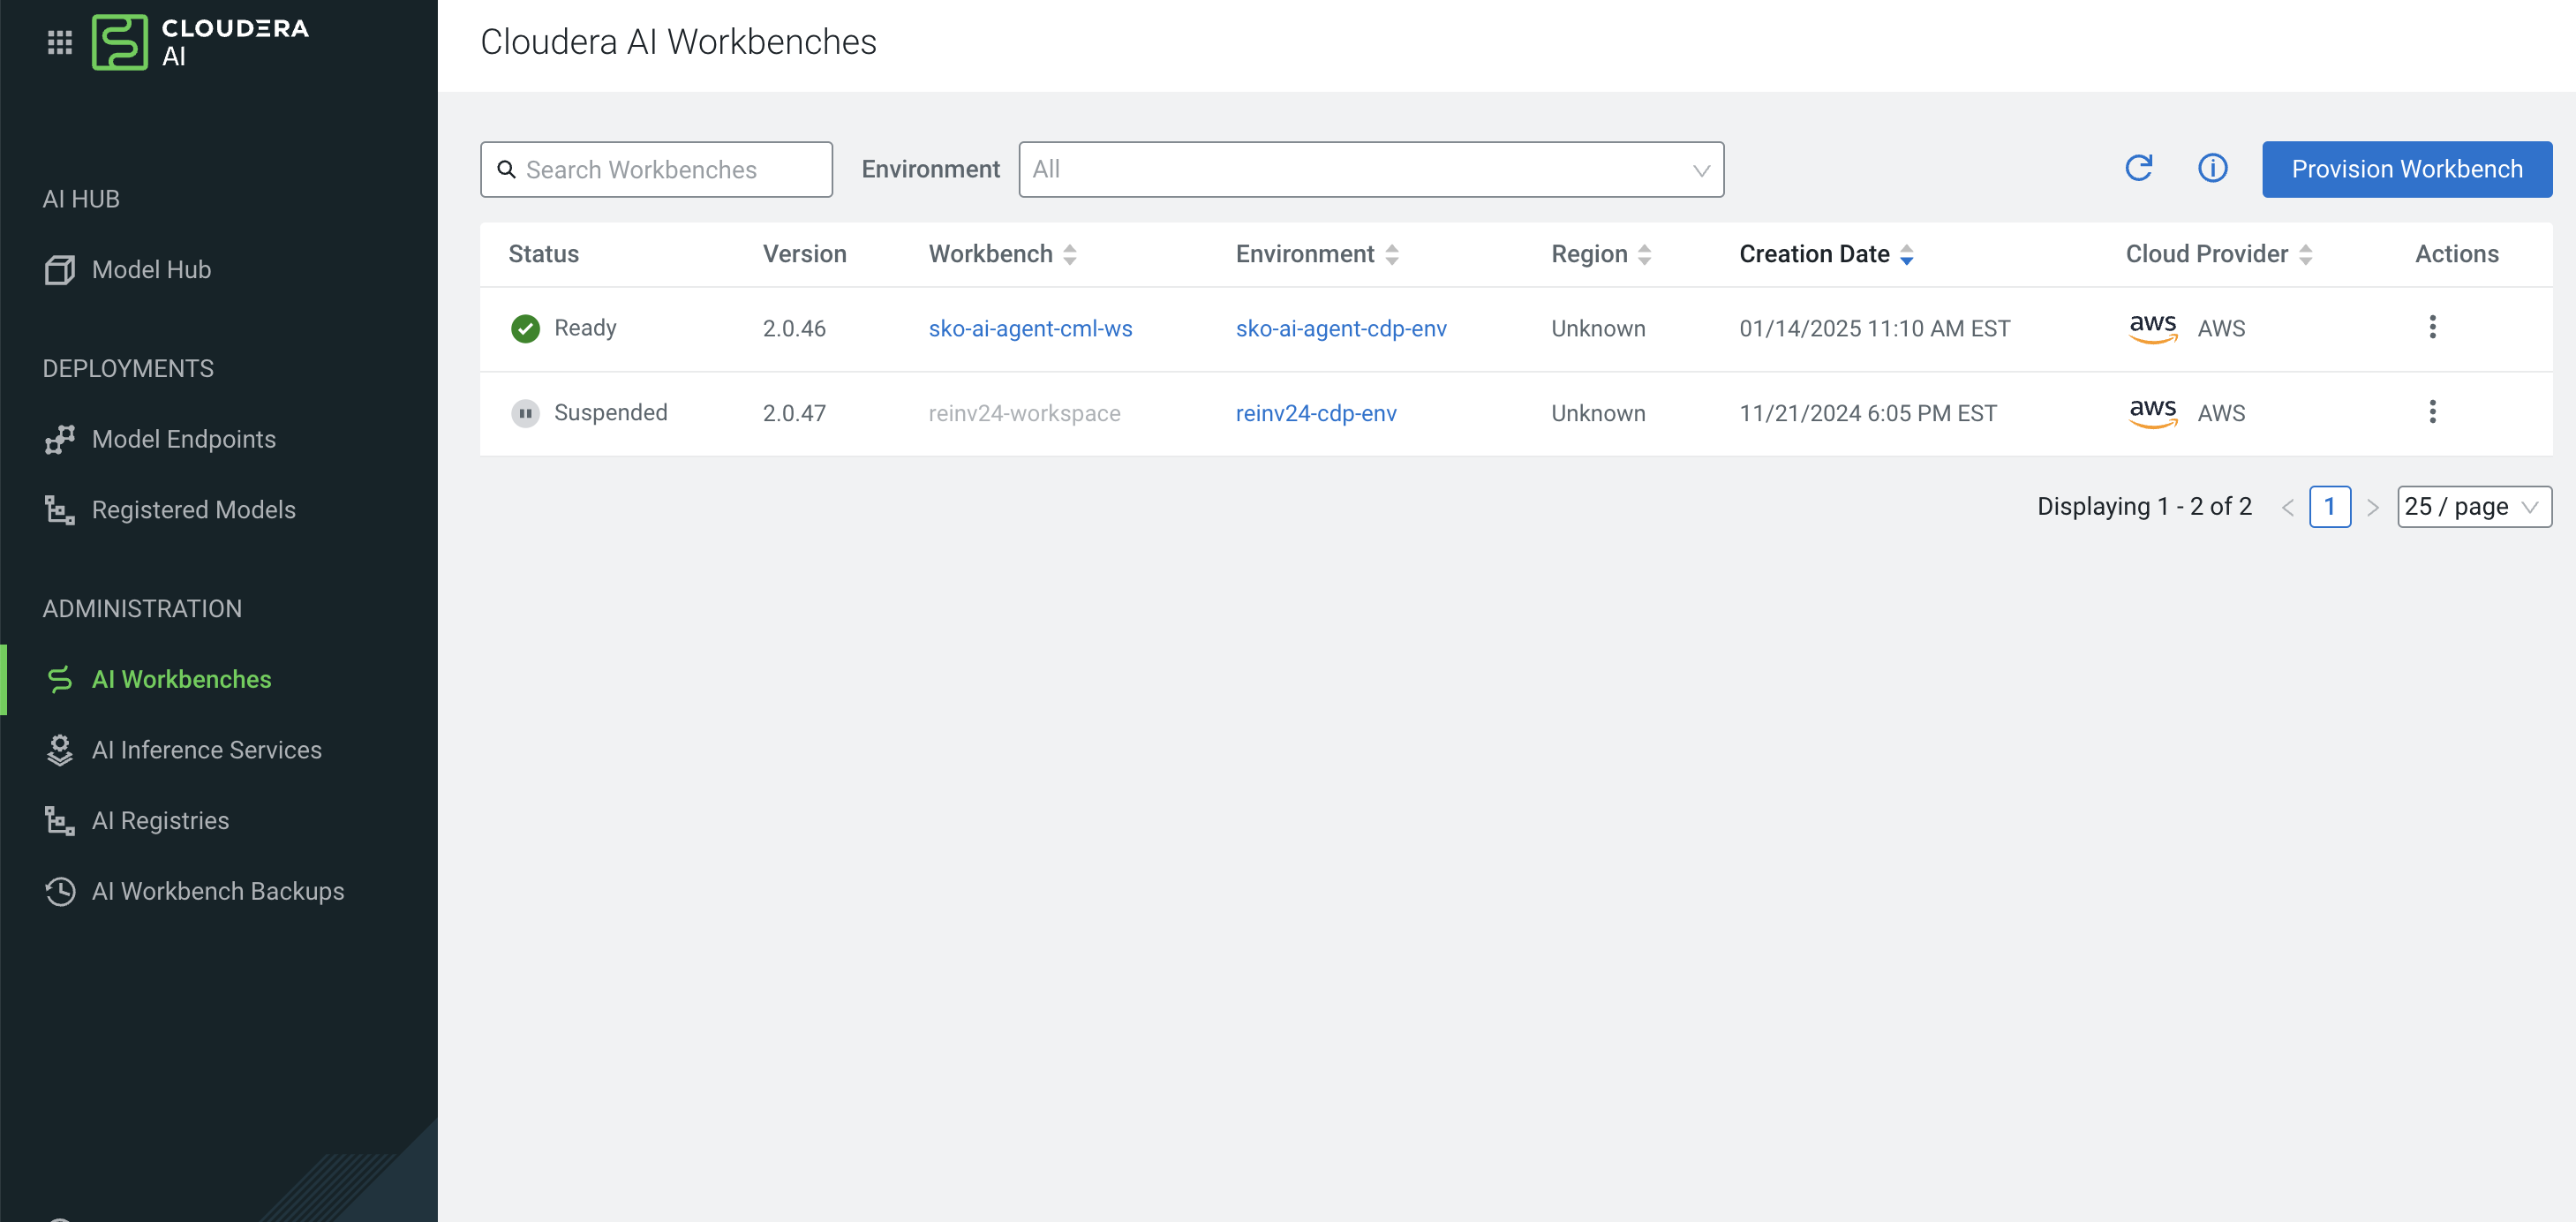 CLOUDERA
AI
AI HUB
Model Hub
DEPLOYMENTS
Model Endpoints
Registered Models
ADMINISTRATION
AI Workbenches
AI Inference Services
AI Registries
AI Workbench Backups
Cloudera AI Workbenches
Search Workbenches Environment All Provision Workbench
Status Version Workbench Environment Region Creation Date Cloud Provider Actions
Ready 2.0.46 sko-ai-agent-cml-ws sko-ai-agent-cdp-env Unknown 01/14/2025 11:10 AM EST aws AWS
Suspended 2.0.47 reinv24-workspace reinv24-cdp-env Unknown 11/21/2024 6:05 PM EST aws AWS
Displaying 1 - 2 of 2 < 1 > 25 / page